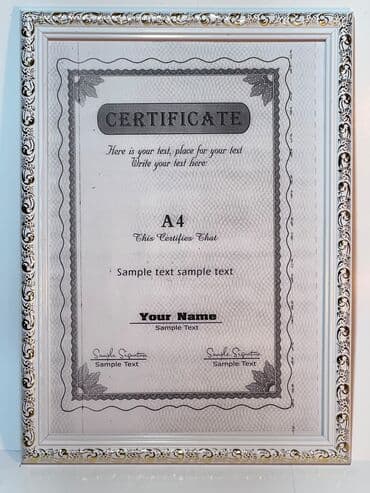 CERTIFICATE
Here is your text, place for your text
Write your text here:
A4
This Certifies That
Sample text sample text
Your Name
Sample Text
Sample Signature Sample Signature
Sample Text Sample Text